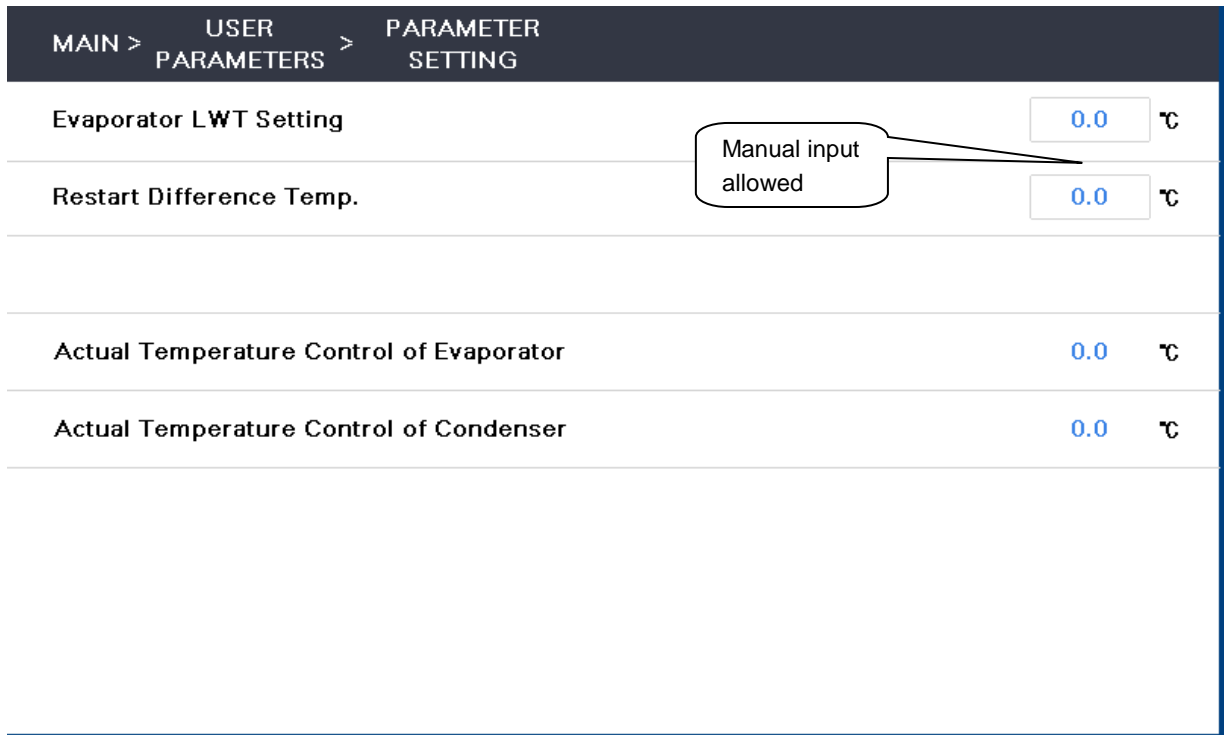 MAIN > USER PARAMETERS > PARAMETER SETTING
Evaporator LWT Setting 0.0 ℃
Manual input
allowed
Restart Difference Temp. 0.0 ℃
Actual Temperature Control of Evaporator 0.0 ℃
Actual Temperature Control of Condenser 0.0 ℃